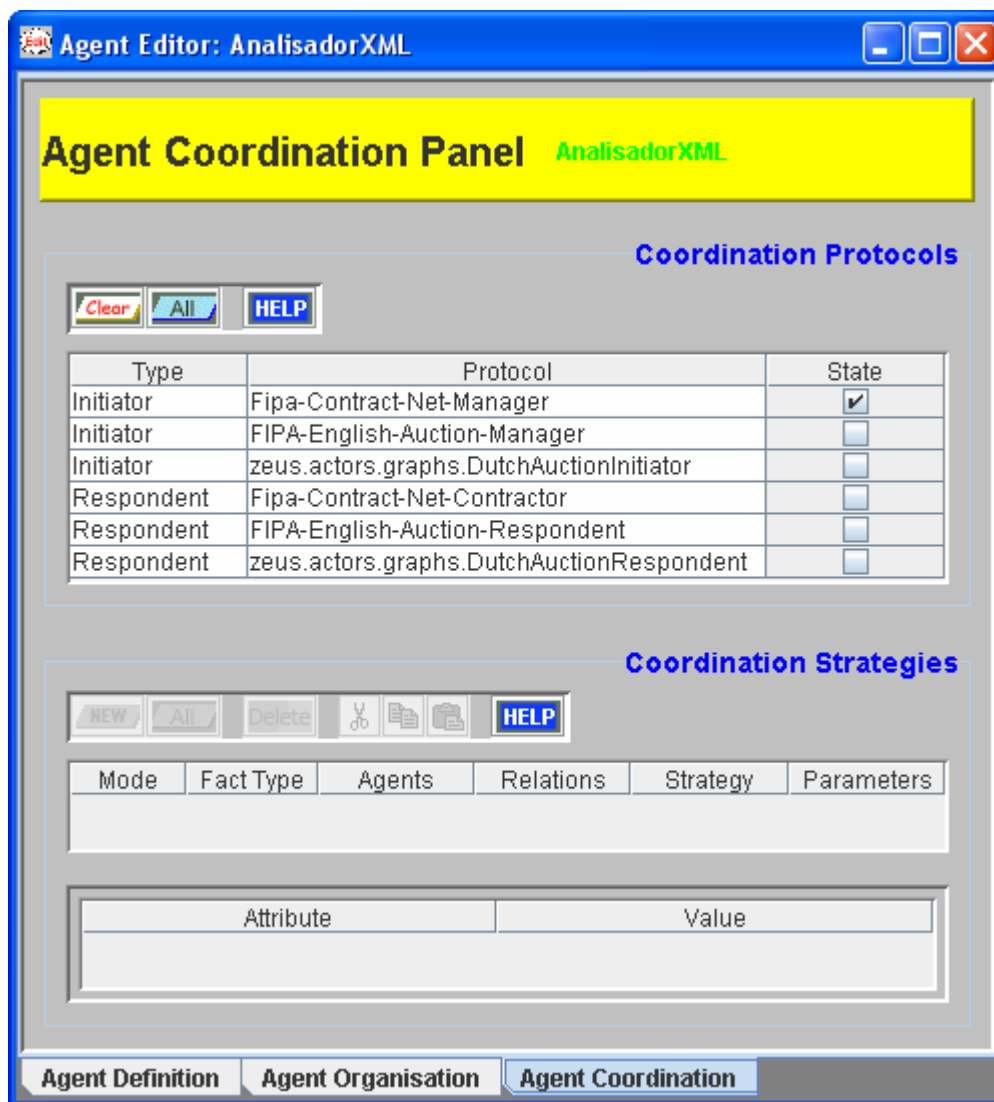 Edit Agent Editor: AnalisadorXML
Agent Coordination Panel AnalisadorXML
Coordination Protocols
Clear All HELP
Type Protocol State
Initiator Fipa-Contract-Net-Manager
Initiator FIPA-English-Auction-Manager
Initiator zeus.actors.graphs.DutchAuctionInitiator
Respondent Fipa-Contract-Net-Contractor
Respondent FIPA-English-Auction-Respondent
Respondent zeus.actors.graphs.DutchAuctionRespondent
Coordination Strategies
NEW All Delete HELP
Mode Fact Type Agents Relations Strategy Parameters
Attribute Value
Agent Definition Agent Organisation Agent Coordination